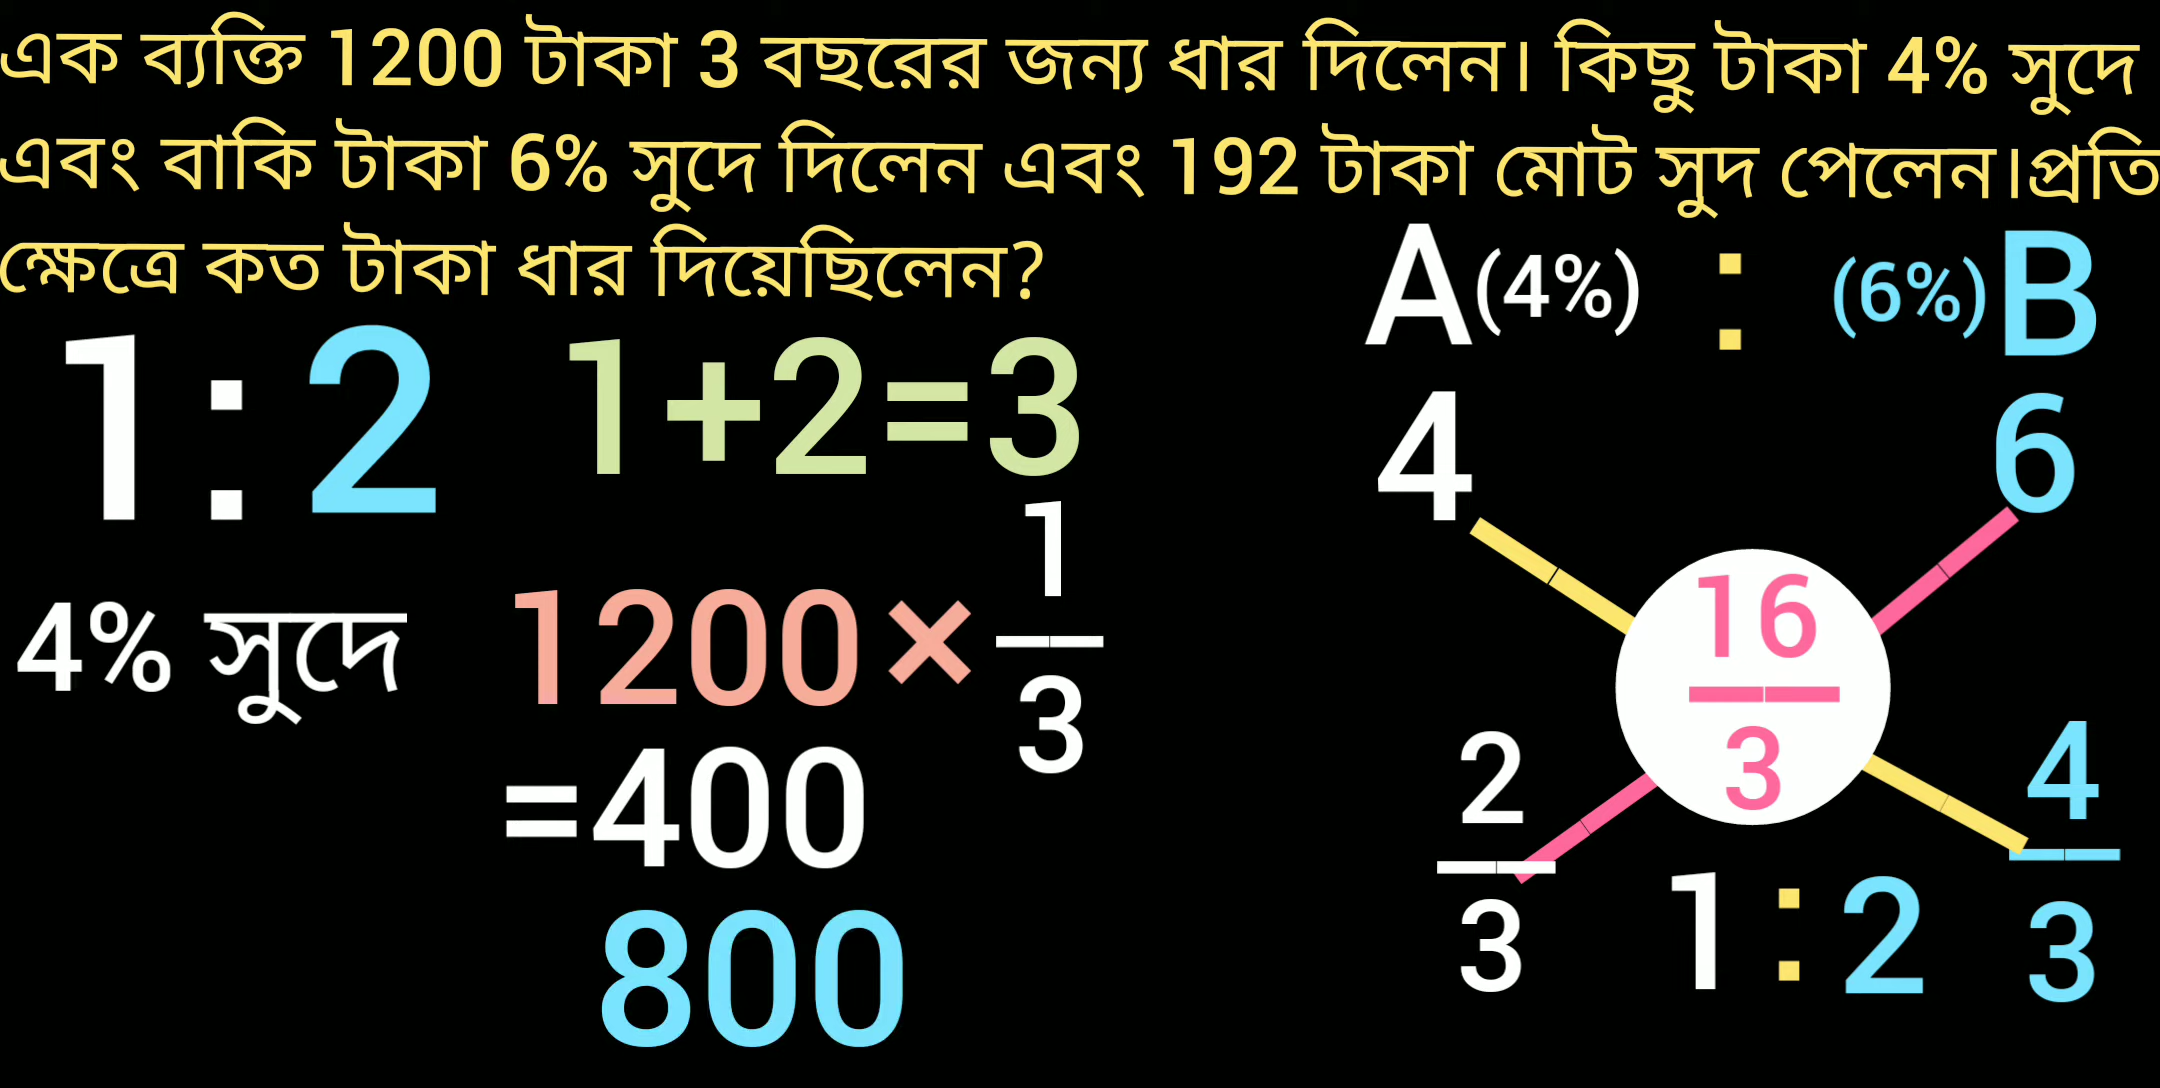 এক ব্যক্তি 1200 টাকা 3 বছরের জন্য ধার দিলেন। কিছু টাকা 4% সুদে
এবং বাকি টাকা 6% সুদে দিলেন এবং 192 টাকা মোট সুদ পেলেন।প্রতি
ক্ষেত্রে কত টাকা ধার দিয়েছিলেন?
A(4%) : (6%)B
1:2 1+2=3
4 6
16
3
4% সুদে 1200×
1
3
=400
800
2
3
4
3
1:2